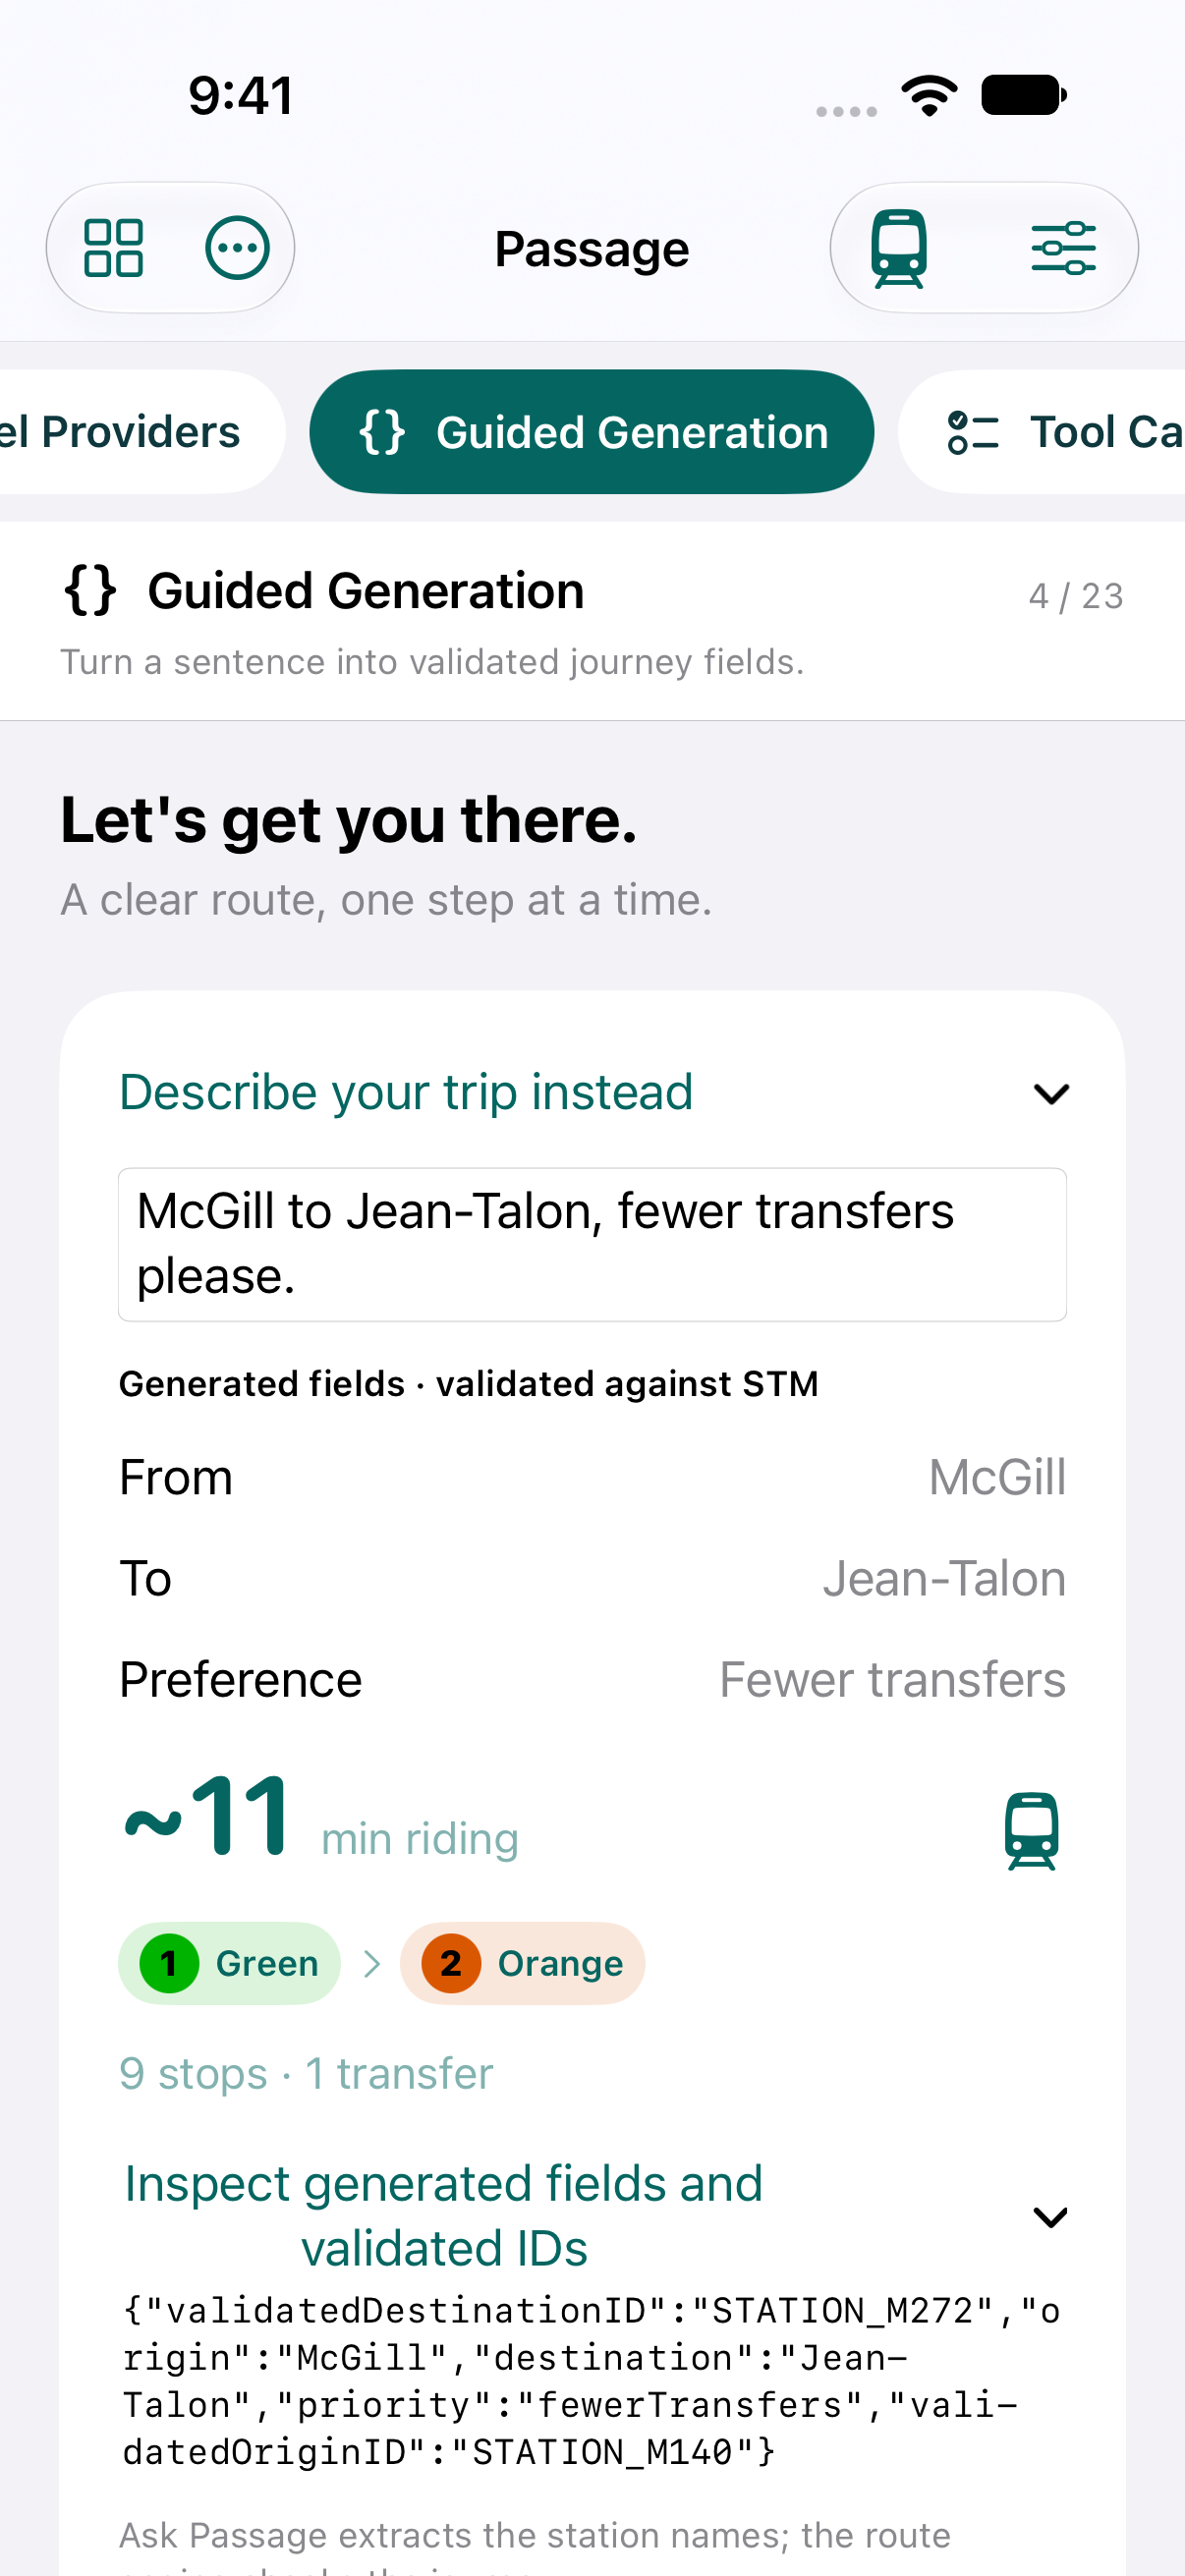 9:41
Passage
el Providers
{} Guided Generation
Tool Ca
{} Guided Generation
4 / 23
Turn a sentence into validated journey fields.
Let's get you there.
A clear route, one step at a time.
Describe your trip instead
McGill to Jean-Talon, fewer transfers
please.
Generated fields · validated against STM
From
McGill
To
Jean-Talon
Preference
Fewer transfers
~11 min riding
1 Green
2 Orange
9 stops · 1 transfer
Inspect generated fields and
validated IDs
{"validatedDestinationID":"STATION_M272","o
rigin":"McGill","destination":"Jean-
Talon","priority":"fewerTransfers","vali-
datedOriginID":"STATION_M140"}
Ask Passage extracts the station names; the route